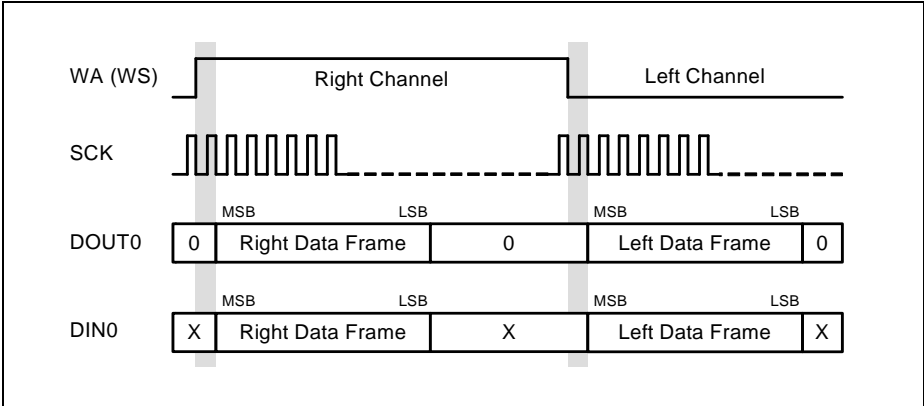 WA (WS) Right Channel Left Channel
SCK
MSB LSB MSB LSB
DOUT0 0 Right Data Frame 0 Left Data Frame 0
MSB LSB MSB LSB
DIN0 X Right Data Frame X Left Data Frame X